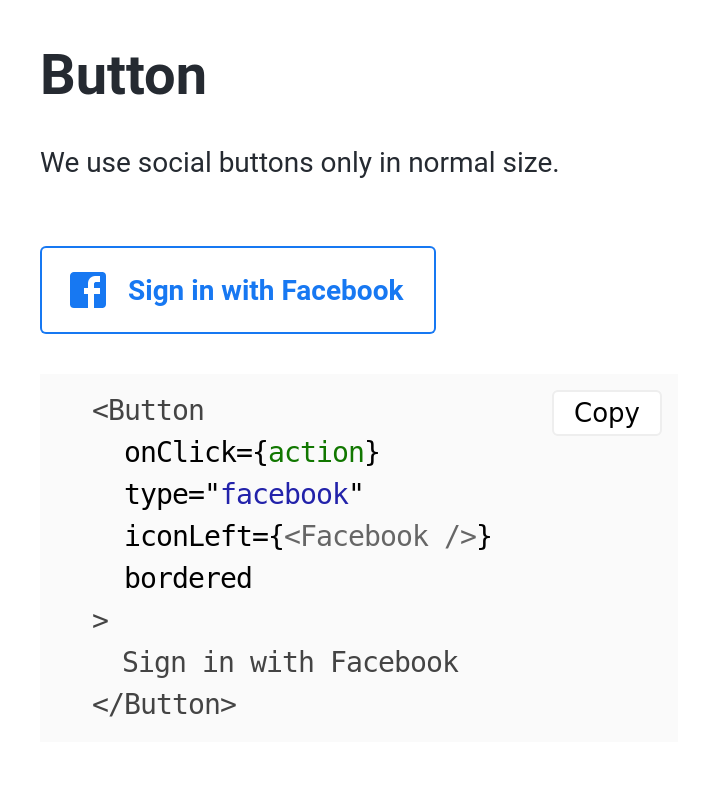 Button
We use social buttons only in normal size.
Sign in with Facebook
Copy
<Button
onClick={action}
type="facebook"
iconLeft={<Facebook />}
bordered
>
Sign in with Facebook
</Button>